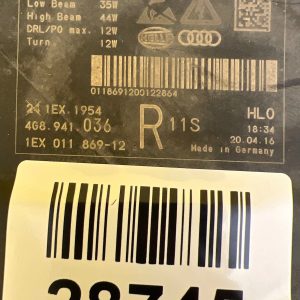 Low Beam 35W
High Beam 44W
DRL/PO max. 12W
Turn 12W
HELLA
0118691200122864
1EX.1954
4G8.941.036
1EX 011 869-12
R 11S
HL0
18:34
20.04.16
Made in Germany